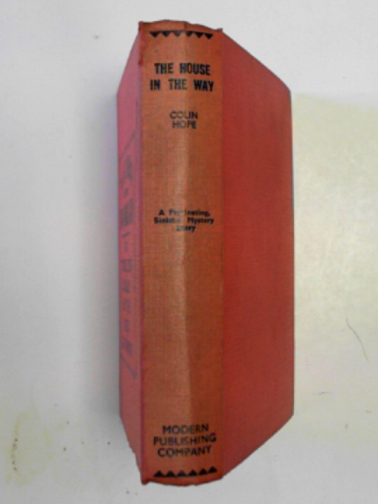 THE HOUSE
IN THE WAY
COLIN
HOPE
A Fascinating,
Sinister Mystery
Story
MODERN
PUBLISHING
COMPANY